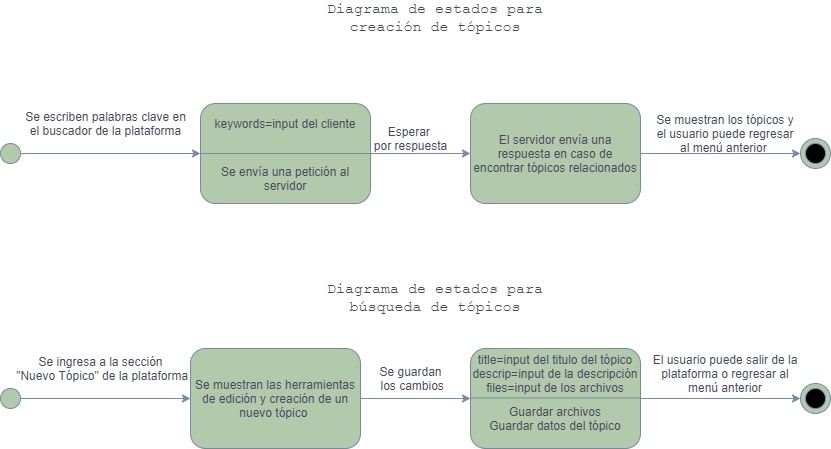 Diagrama de estados para
creación de tópicos
Se escriben palabras clave en
el buscador de la plataforma
keywords=input del cliente
Se envía una petición al
servidor
Esperar
por respuesta
El servidor envía una
respuesta en caso de
encontrar tópicos relacionados
Se muestran los tópicos y
el usuario puede regresar
al menú anterior
Diagrama de estados para
búsqueda de tópicos
Se ingresa a la sección
"Nuevo Tópico" de la plataforma
Se muestran las herramientas
de edición y creación de un
nuevo tópico
Se guardan
los cambios
title=input del titulo del tópico
descrip=input de la descripción
files=input de los archivos
Guardar archivos
Guardar datos del tópico
El usuario puede salir de la
plataforma o regresar al
menú anterior